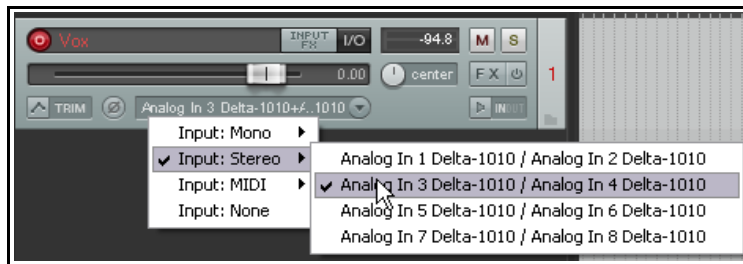 Vox INPUT FX I/O -94.8 M S
0.00 center FX 1
TRIM Analog In 3 Delta-1010+/..1010 IN OUT
Input: Mono
Input: Stereo
Analog In 1 Delta-1010 / Analog In 2 Delta-1010
Input: MIDI
Analog In 3 Delta-1010 / Analog In 4 Delta-1010
Input: None
Analog In 5 Delta-1010 / Analog In 6 Delta-1010
Analog In 7 Delta-1010 / Analog In 8 Delta-1010